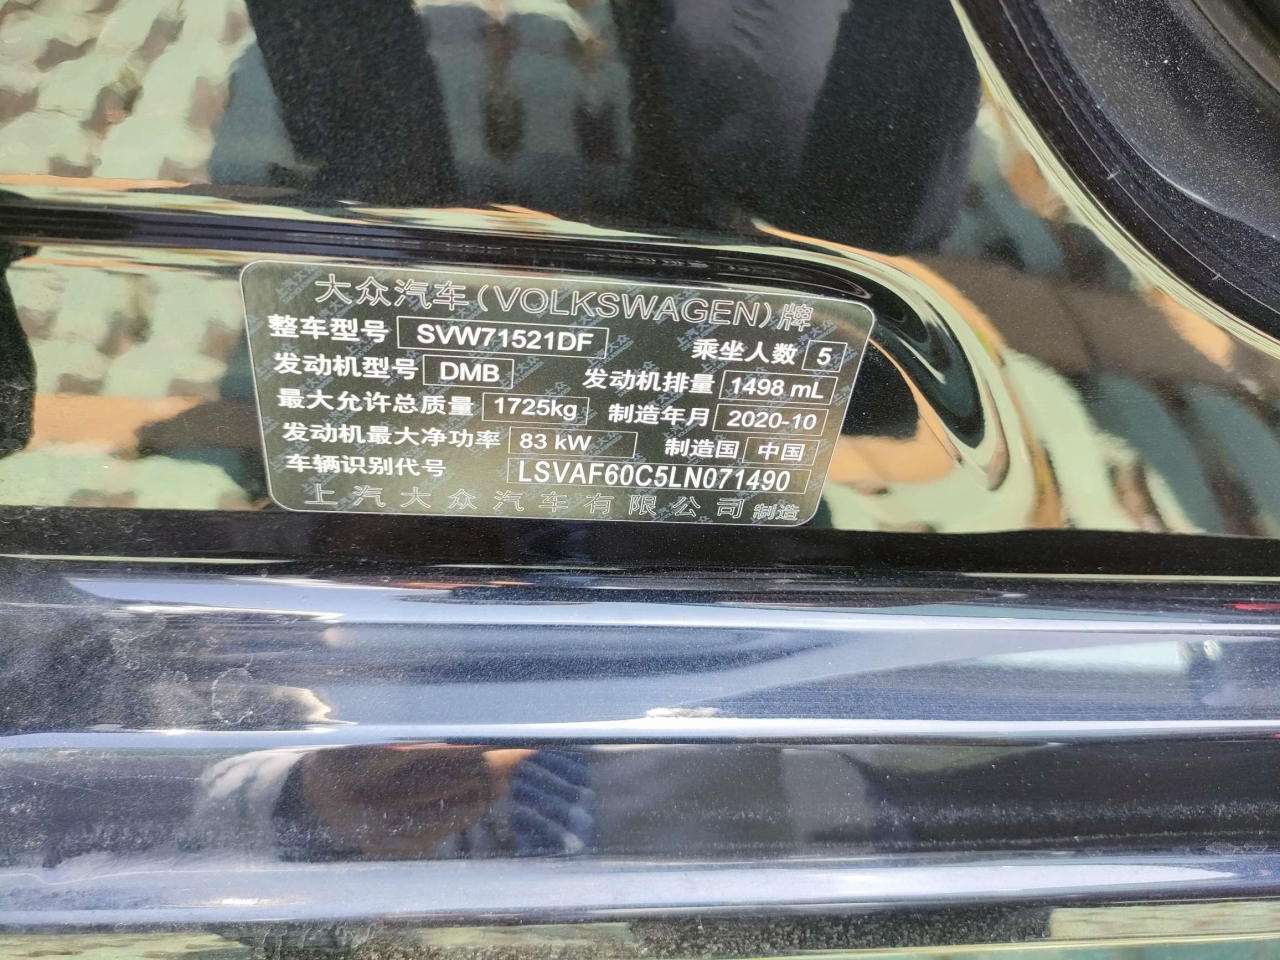 大众汽车(VOLKSWAGEN)牌
整车型号 SVW71521DF 乘坐人数 5
发动机型号 DMB 发动机排量 1498 mL
最大允许总质量 1725kg 制造年月 2020-10
发动机最大净功率 83 kW 制造国 中国
车辆识别代号 LSVAF60C5LN071490
上汽大众汽车有限公司 制造